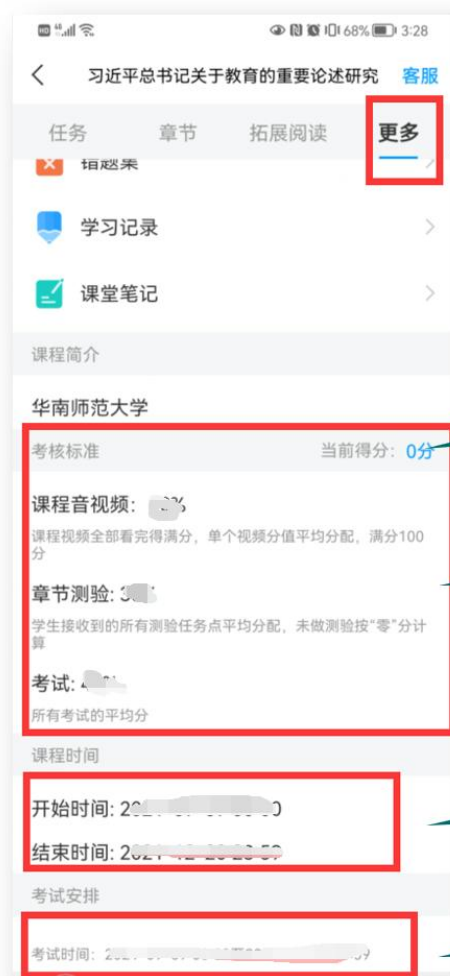 HD 46 68% 3:28
习近平总书记关于教育的重要论述研究 客服
任务 章节 拓展阅读 更多
错题集
学习记录
课堂笔记
课程简介
华南师范大学
考核标准 当前得分：0分
课程音视频：
课程视频全部看完得满分，单个视频分值平均分配，满分100
分
章节测验:
学生接收到的所有测验任务点平均分配，未做测验按“零”分计
算
考试:
所有考试的平均分
课程时间
开始时间:
结束时间:
考试安排
考试时间：